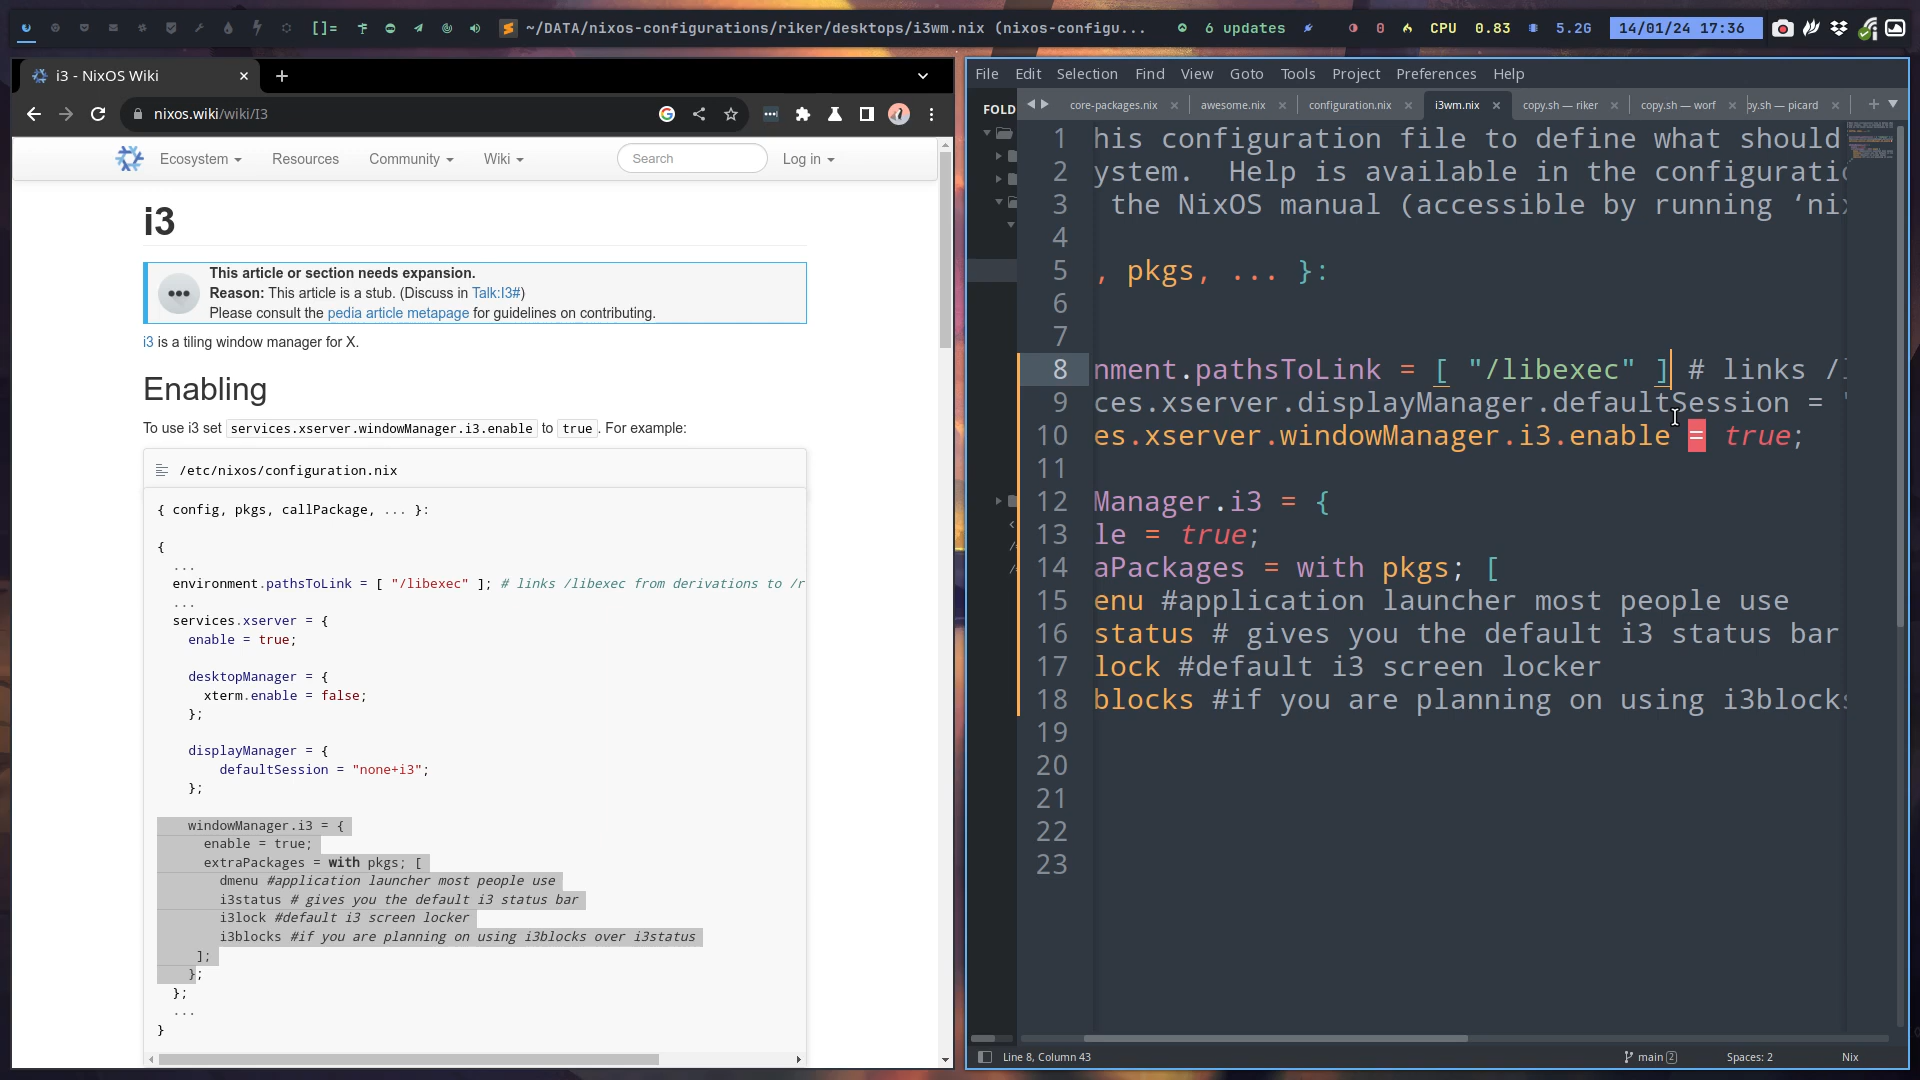 []=
~/DATA/nixos-configurations/riker/desktops/i3wm.nix (nixos-configu...
6 updates
0
CPU 0.83
5.2G
14/01/24 17:36
i3 - NixOS Wiki
nixos.wiki/wiki/I3
Ecosystem
Resources
Community
Wiki
Search
Log in
i3
This article or section needs expansion.
Reason: This article is a stub. (Discuss in Talk:I3#)
Please consult the pedia article metapage for guidelines on contributing.
i3 is a tiling window manager for X.
Enabling
To use i3 set services.xserver.windowManager.i3.enable to true. For example:
/etc/nixos/configuration.nix
{ config, pkgs, callPackage, ... }:
{
...
environment.pathsToLink = [ "/libexec" ]; # links /libexec from derivations to /r
...
services.xserver = {
enable = true;
desktopManager = {
xterm.enable = false;
};
displayManager = {
defaultSession = "none+i3";
};
windowManager.i3 = {
enable = true;
extraPackages = with pkgs; [
dmenu #application launcher most people use
i3status # gives you the default i3 status bar
i3lock #default i3 screen locker
i3blocks #if you are planning on using i3blocks over i3status
];
};
};
...
}
File Edit Selection Find View Goto Tools Project Preferences Help
FOLD
core-packages.nix
awesome.nix
configuration.nix
i3wm.nix
copy.sh — riker
copy.sh — worf
py.sh — picard
1 his configuration file to define what should
2 ystem.  Help is available in the configuratio
3 the NixOS manual (accessible by running ‘nix
4
5 , pkgs, ... }:
6
7
8 nment.pathsToLink = [ "/libexec" ] # links /l
9 ces.xserver.displayManager.defaultSession = "
10 es.xserver.windowManager.i3.enable = true;
11
12 Manager.i3 = {
13 le = true;
14 aPackages = with pkgs; [
15 enu #application launcher most people use
16 status # gives you the default i3 status bar
17 lock #default i3 screen locker
18 blocks #if you are planning on using i3blocks
19
20
21
22
23
Line 8, Column 43
main 2
Spaces: 2
Nix